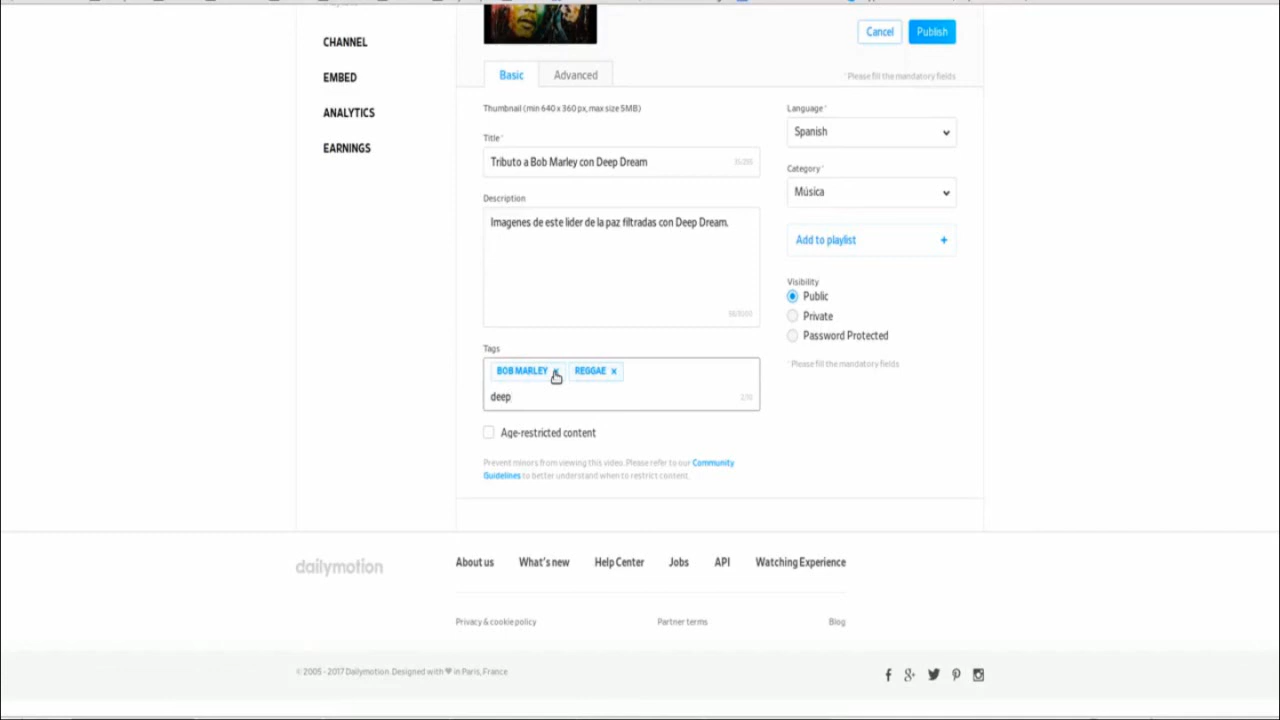 CHANNEL
EMBED
ANALYTICS
EARNINGS
Cancel
Publish
Basic
Advanced
* Please fill the mandatory fields
Thumbnail (min 640 x 360 px, max size 5MB)
Title *
Tributo a Bob Marley con Deep Dream
Description
Imagenes de este lider de la paz filtradas con Deep Dream.
Tags
BOB MARLEY
REGGAE ×
deep
2/10
Age-restricted content
Prevent minors from viewing this video. Please refer to our Community
Guidelines to better understand when to restrict content.
Language *
Spanish
Category *
Música
Add to playlist +
Visibility
Public
Private
Password Protected
* Please fill the mandatory fields
dailymotion
About us
What's new
Help Center
Jobs
API
Watching Experience
Privacy & cookie policy
Partner terms
Blog
© 2005 - 2017 Dailymotion. Designed with ♥ in Paris, France